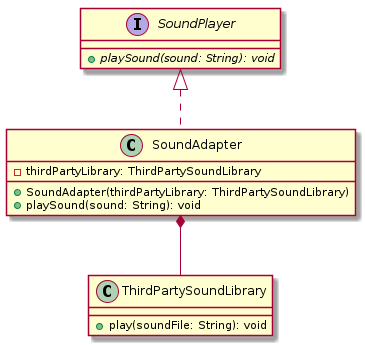 I SoundPlayer
playSound(sound: String): void
C SoundAdapter
thirdPartyLibrary: ThirdPartySoundLibrary
SoundAdapter(thirdPartyLibrary: ThirdPartySoundLibrary)
playSound(sound: String): void
C ThirdPartySoundLibrary
play(soundFile: String): void